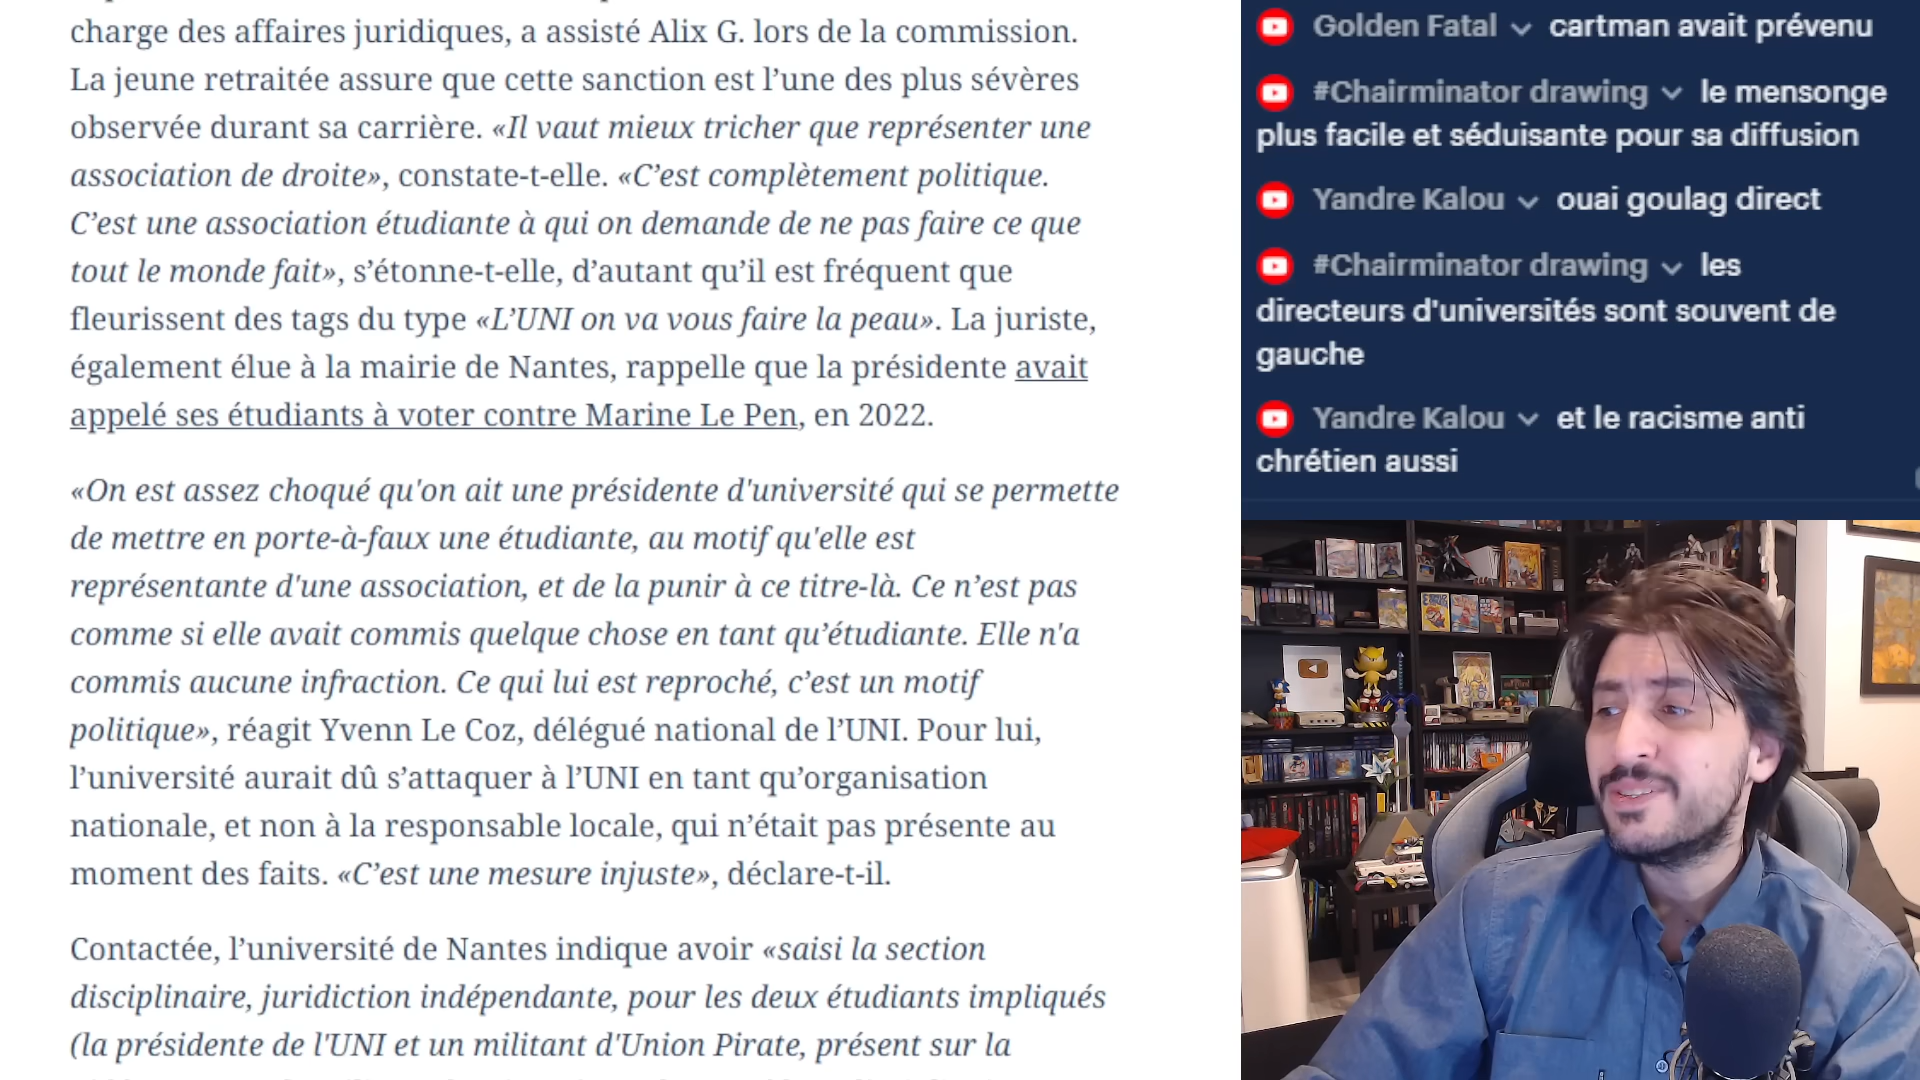 charge des affaires juridiques, a assisté Alix G. lors de la commission.
La jeune retraitée assure que cette sanction est l’une des plus sévères
observée durant sa carrière. «Il vaut mieux tricher que représenter une
association de droite», constate-t-elle. «C’est complètement politique.
C’est une association étudiante à qui on demande de ne pas faire ce que
tout le monde fait», s’étonne-t-elle, d’autant qu’il est fréquent que
fleurissent des tags du type «L’UNI on va vous faire la peau». La juriste,
également élue à la mairie de Nantes, rappelle que la présidente avait
appelé ses étudiants à voter contre Marine Le Pen, en 2022.
«On est assez choqué qu'on ait une présidente d'université qui se permette
de mettre en porte-à-faux une étudiante, au motif qu'elle est
représentante d'une association, et de la punir à ce titre-là. Ce n’est pas
comme si elle avait commis quelque chose en tant qu’étudiante. Elle n'a
commis aucune infraction. Ce qui lui est reproché, c’est un motif
politique», réagit Yvenn Le Coz, délégué national de l’UNI. Pour lui,
l’université aurait dû s’attaquer à l’UNI en tant qu’organisation
nationale, et non à la responsable locale, qui n’était pas présente au
moment des faits. «C’est une mesure injuste», déclare-t-il.
Contactée, l’université de Nantes indique avoir «saisi la section
disciplinaire, juridiction indépendante, pour les deux étudiants impliqués
(la présidente de l'UNI et un militant d'Union Pirate, présent sur la
Golden Fatal cartman avait prévenu
#Chairminator drawing le mensonge
plus facile et séduisante pour sa diffusion
Yandre Kalou ouai goulag direct
#Chairminator drawing les
directeurs d'universités sont souvent de
gauche
Yandre Kalou et le racisme anti
chrétien aussi